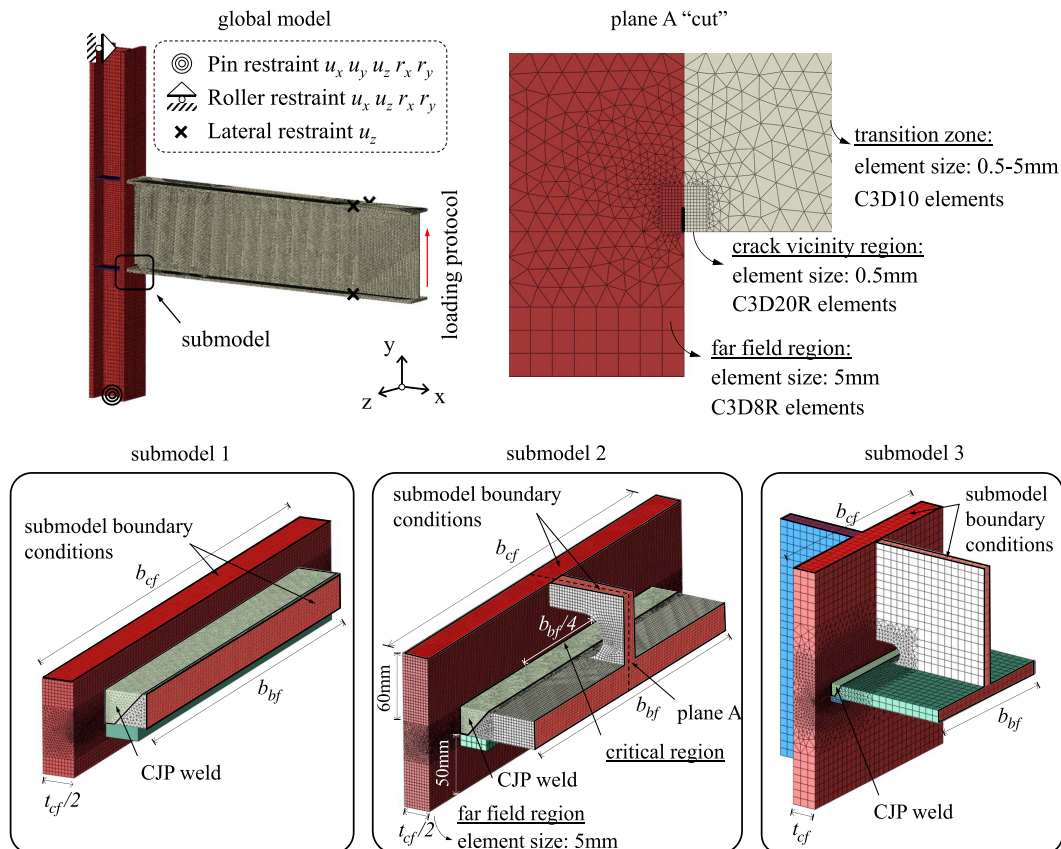 global model
Pin restraint u_x u_y u_z r_x r_y
Roller restraint u_x u_z r_x r_y
Lateral restraint u_z
loading protocol
submodel
y
z
x
plane A “cut”
transition zone:
element size: 0.5-5mm
C3D10 elements
crack vicinity region:
element size: 0.5mm
C3D20R elements
far field region:
element size: 5mm
C3D8R elements
submodel 1
submodel boundary
conditions
b_cf
b_bf
CJP weld
t_cf/2
submodel 2
submodel boundary
conditions
b_cf
b_bf/4
60mm
b_bf
plane A
critical region
50mm
CJP weld
far field region
t_cf/2
element size: 5mm
submodel 3
submodel
boundary
conditions
b_cf
b_bf
CJP weld
t_cf